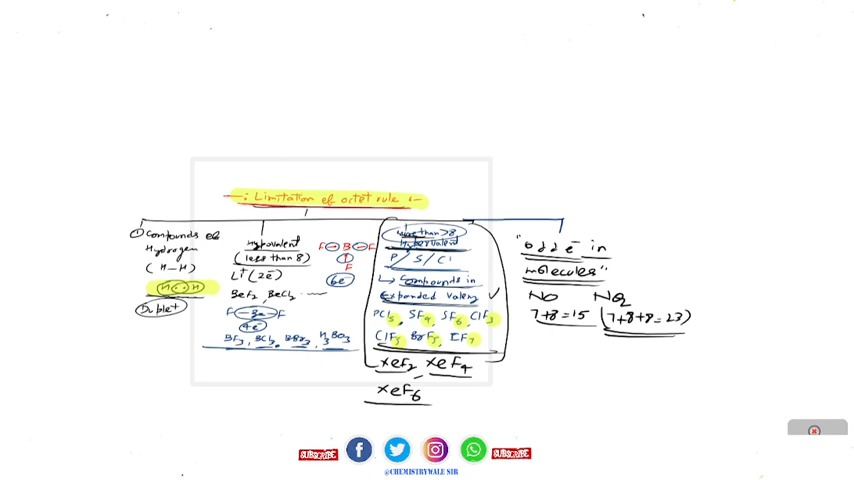 —: Limitation of octet rule :-
① Compounds of
Hydrogen
(H-H)
H : H
Duplet
Hypovalent
(less than 8)
Li⁺ (2e⁻)
BeF₂, BeCl₂ ......
F-Be-F
4e⁻
BF₃, BCl₃, BBr₃, H₃BO₃
F B F
F
6e⁻
More than > 8
Hypervalent
P/S/Cl
↳ Compounds in
Expanded valency ✓
PCl₅, SF₄, SF₆, ClF₃
ClF₅, BrF₅, IF₇
XeF₂, XeF₄
XeF₆
"Odd e⁻ in
molecules"
NO NO₂
7+8=15 (7+8+8=23)
SUBSCRIBE
SUBSCRIBE
@CHEMISTRYWALE SIR